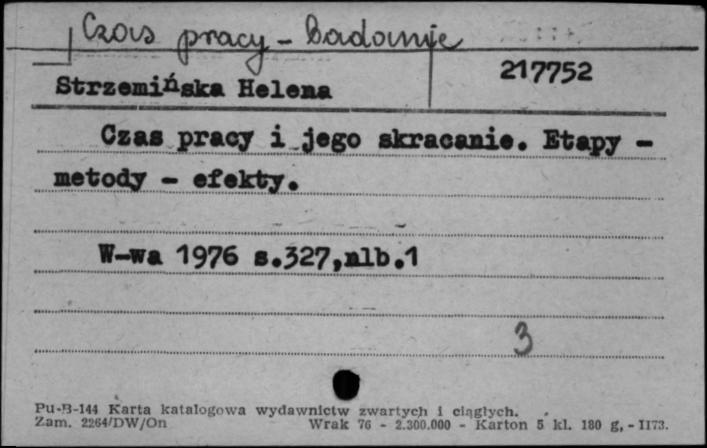 Czas pracy - badanie
217752
Strzemińska Helena
Czas pracy i jego skracanie. Etapy -
metody - efekty.
W-wa 1976 s.327,nlb.1
3
Pu-B-144 Karta katalogowa wydawnictw zwartych i ciągłych.
Zam. 2264/DW/On Wrak 76 - 2.300.000 - Karton 5 kl. 180 g, - II73.